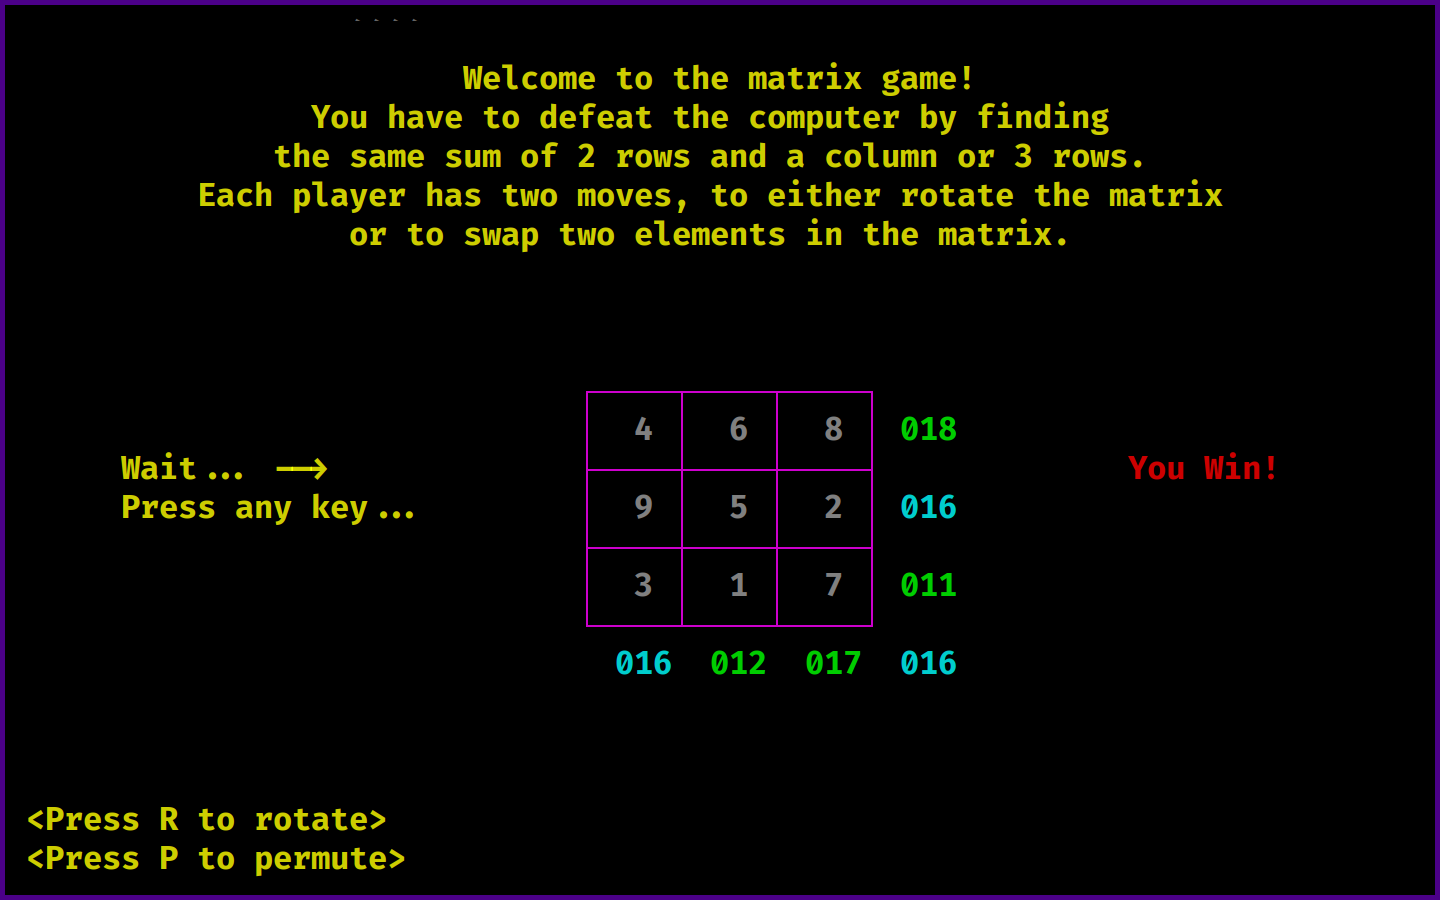 Welcome to the matrix game!
You have to defeat the computer by finding
the same sum of 2 rows and a column or 3 rows.
Each player has two moves, to either rotate the matrix
or to swap two elements in the matrix.
4 6 8 018
Wait... ⟶
You Win!
9 5 2 016
Press any key...
3 1 7 011
016 012 017 016
<Press R to rotate>
<Press P to permute>